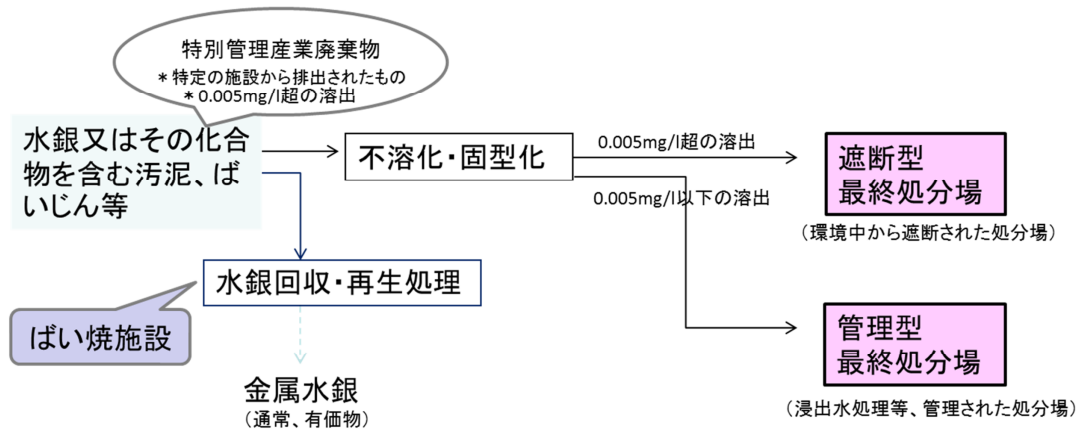 特別管理産業廃棄物
＊特定の施設から排出されたもの
＊0.005mg/l超の溶出
水銀又はその化合
物を含む汚泥、ば
いじん等
不溶化・固型化
0.005mg/l超の溶出
0.005mg/l以下の溶出
遮断型
最終処分場
（環境中から遮断された処分場）
水銀回収・再生処理
ばい焼施設
管理型
最終処分場
（浸出水処理等、管理された処分場）
金属水銀
（通常、有価物）